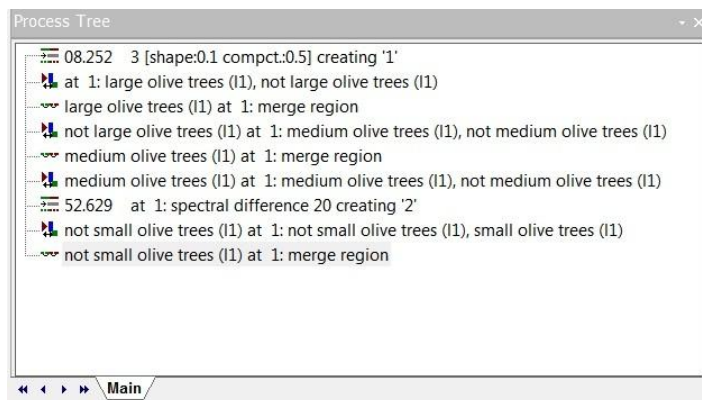 Process Tree
08.252 3 [shape:0.1 compct.:0.5] creating '1'
at 1: large olive trees (l1), not large olive trees (l1)
large olive trees (l1) at 1: merge region
not large olive trees (l1) at 1: medium olive trees (l1), not medium olive trees (l1)
medium olive trees (l1) at 1: merge region
medium olive trees (l1) at 1: medium olive trees (l1), not medium olive trees (l1)
52.629 at 1: spectral difference 20 creating '2'
not small olive trees (l1) at 1: not small olive trees (l1), small olive trees (l1)
not small olive trees (l1) at 1: merge region
Main